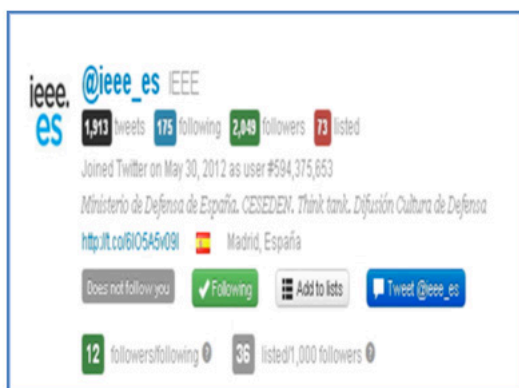 ieee.
es
@ieee_es IEEE
1,913 tweets 175 following 2,049 followers 73 listed
Joined Twitter on May 30, 2012 as user #594,375,653
Ministerio de Defensa de España. CESEDEN. Think tank. Difusión Cultura de Defensa
http://t.co/6IO5A5v09I Madrid, España
Does not follow you Following Add to lists Tweet @ieee_es
12 followers/following ? 36 listed/1,000 followers ?